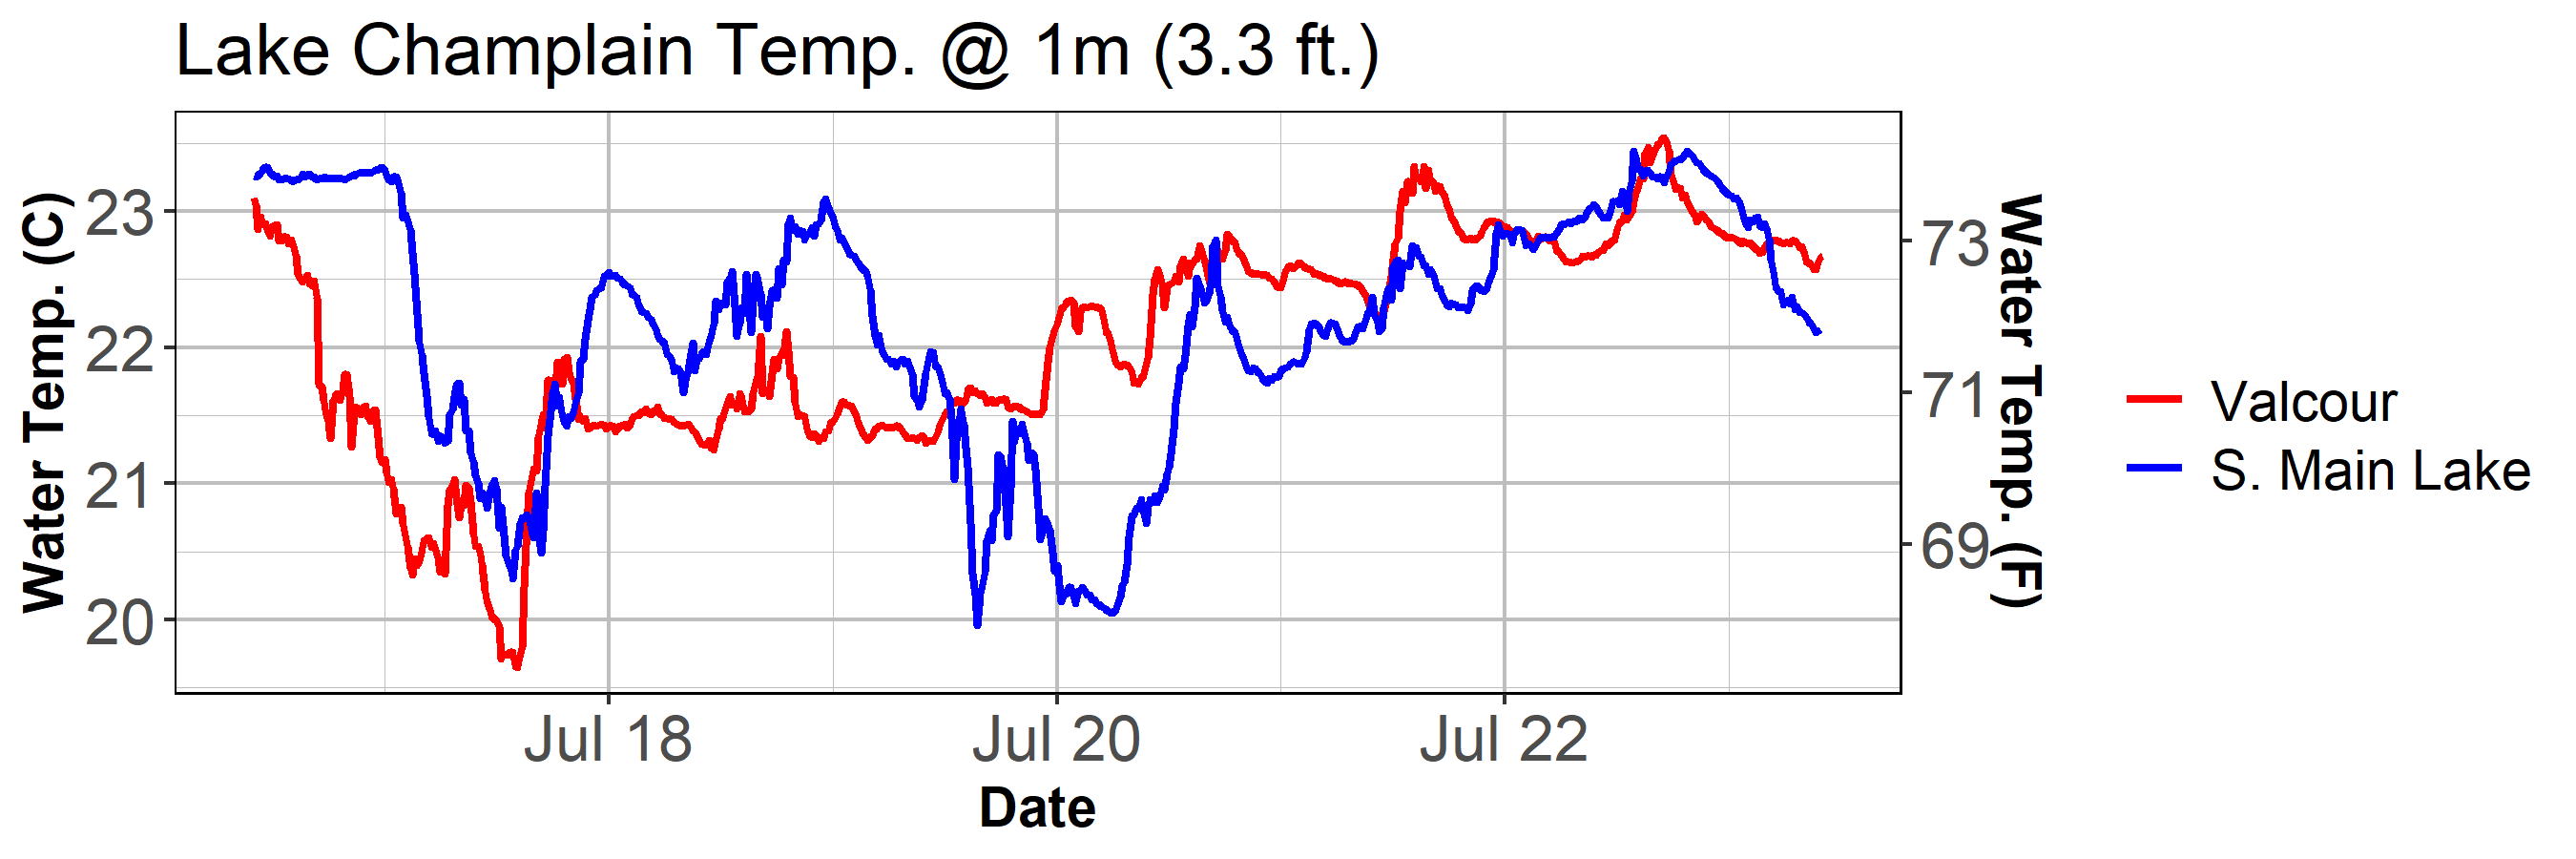 Lake Champlain Temp. @ 1m (3.3 ft.)
Water Temp. (C)
23
22
21
20
73
71
69
Water Temp. (F)
Jul 18
Jul 20
Jul 22
Date
Valcour
S. Main Lake